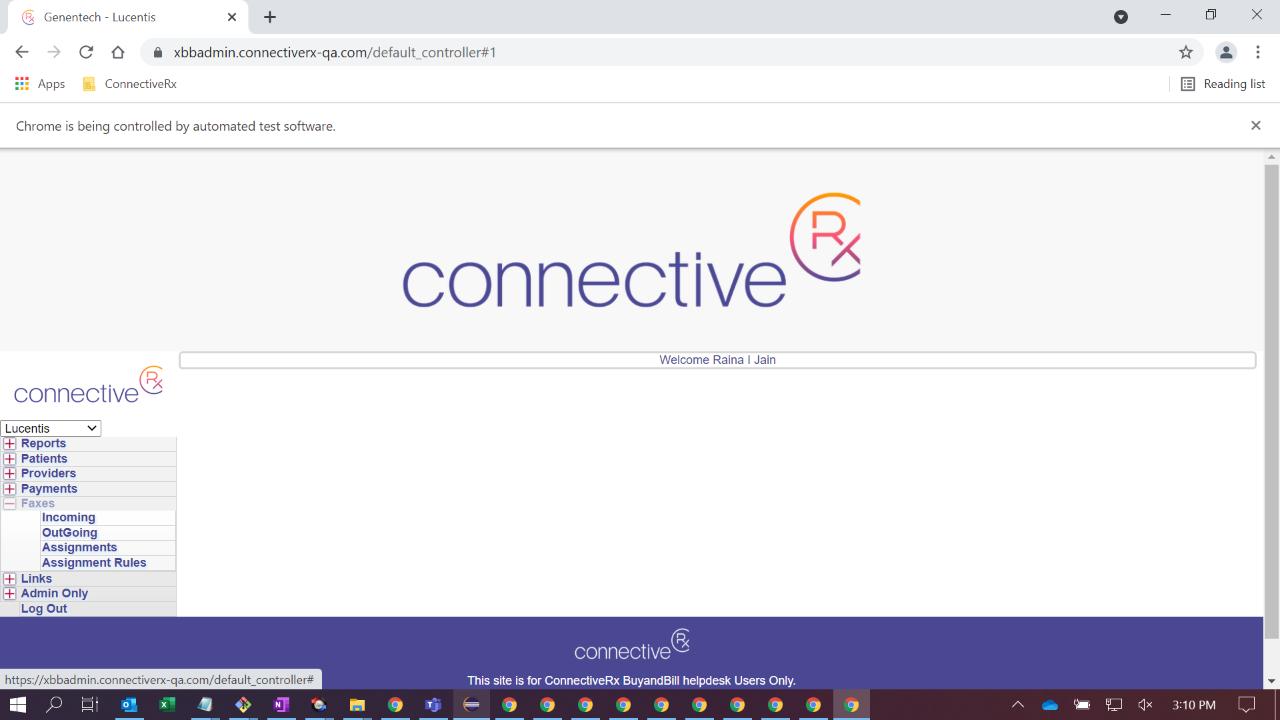 Genentech - Lucentis
xbbadmin.connectiverx-qa.com/default_controller#1
Apps ConnectiveRx Reading list
Chrome is being controlled by automated test software.
connective Rx
Welcome Raina I Jain
connective Rx
Lucentis
Reports
Patients
Providers
Payments
Faxes
Incoming
OutGoing
Assignments
Assignment Rules
Links
Admin Only
Log Out
connective Rx
https://xbbadmin.connectiverx-qa.com/default_controller#
This site is for ConnectiveRx BuyandBill helpdesk Users Only.
3:10 PM